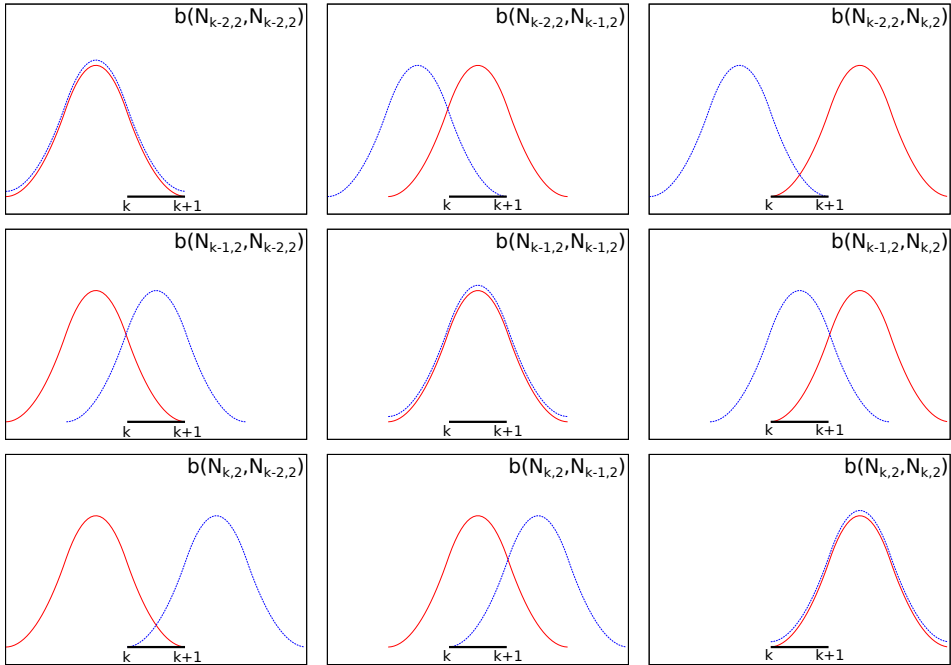 b(N_{k-2,2},N_{k-2,2})
k k+1
b(N_{k-2,2},N_{k-1,2})
k k+1
b(N_{k-2,2},N_{k,2})
k k+1
b(N_{k-1,2},N_{k-2,2})
k k+1
b(N_{k-1,2},N_{k-1,2})
k k+1
b(N_{k-1,2},N_{k,2})
k k+1
b(N_{k,2},N_{k-2,2})
k k+1
b(N_{k,2},N_{k-1,2})
k k+1
b(N_{k,2},N_{k,2})
k k+1